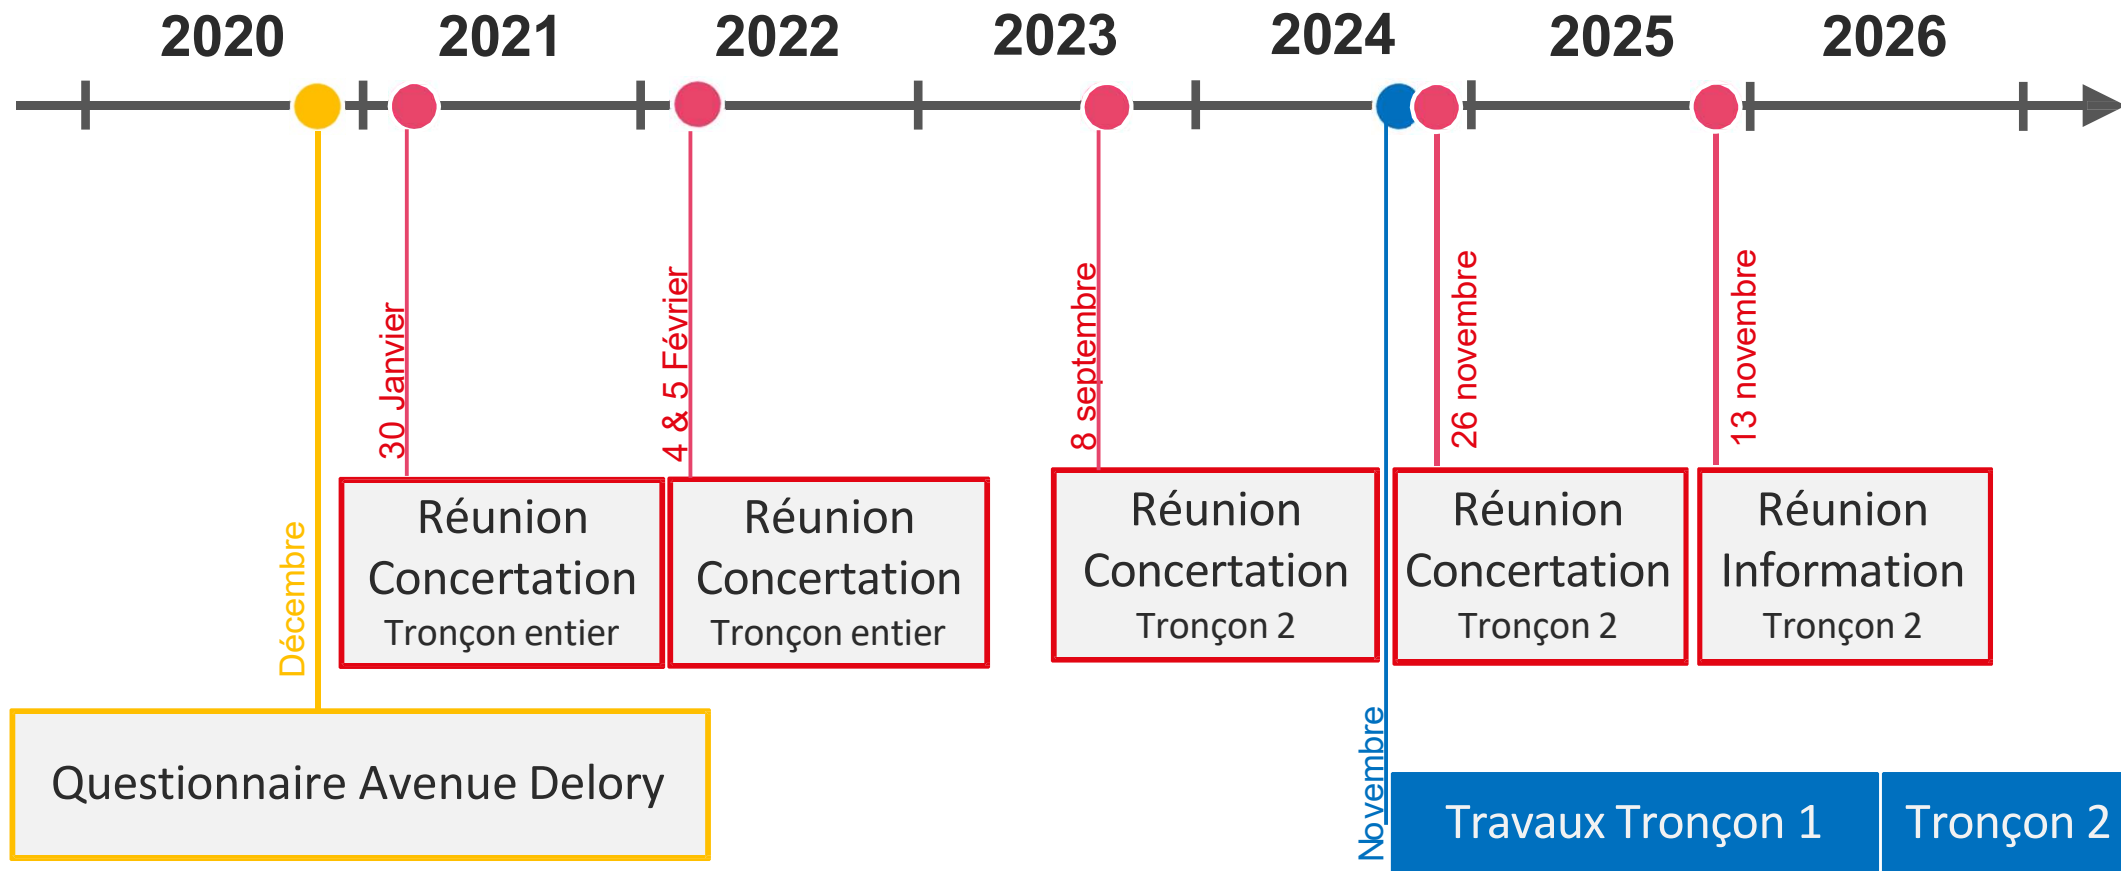 2020 2021 2022 2023 2024 2025 2026
Décembre
30 Janvier
4 & 5 Février
8 septembre
26 novembre
13 novembre
Réunion
Concertation
Tronçon entier
Réunion
Concertation
Tronçon entier
Réunion
Concertation
Tronçon 2
Réunion
Concertation
Tronçon 2
Réunion
Information
Tronçon 2
Questionnaire Avenue Delory
Novembre
Travaux Tronçon 1
Tronçon 2